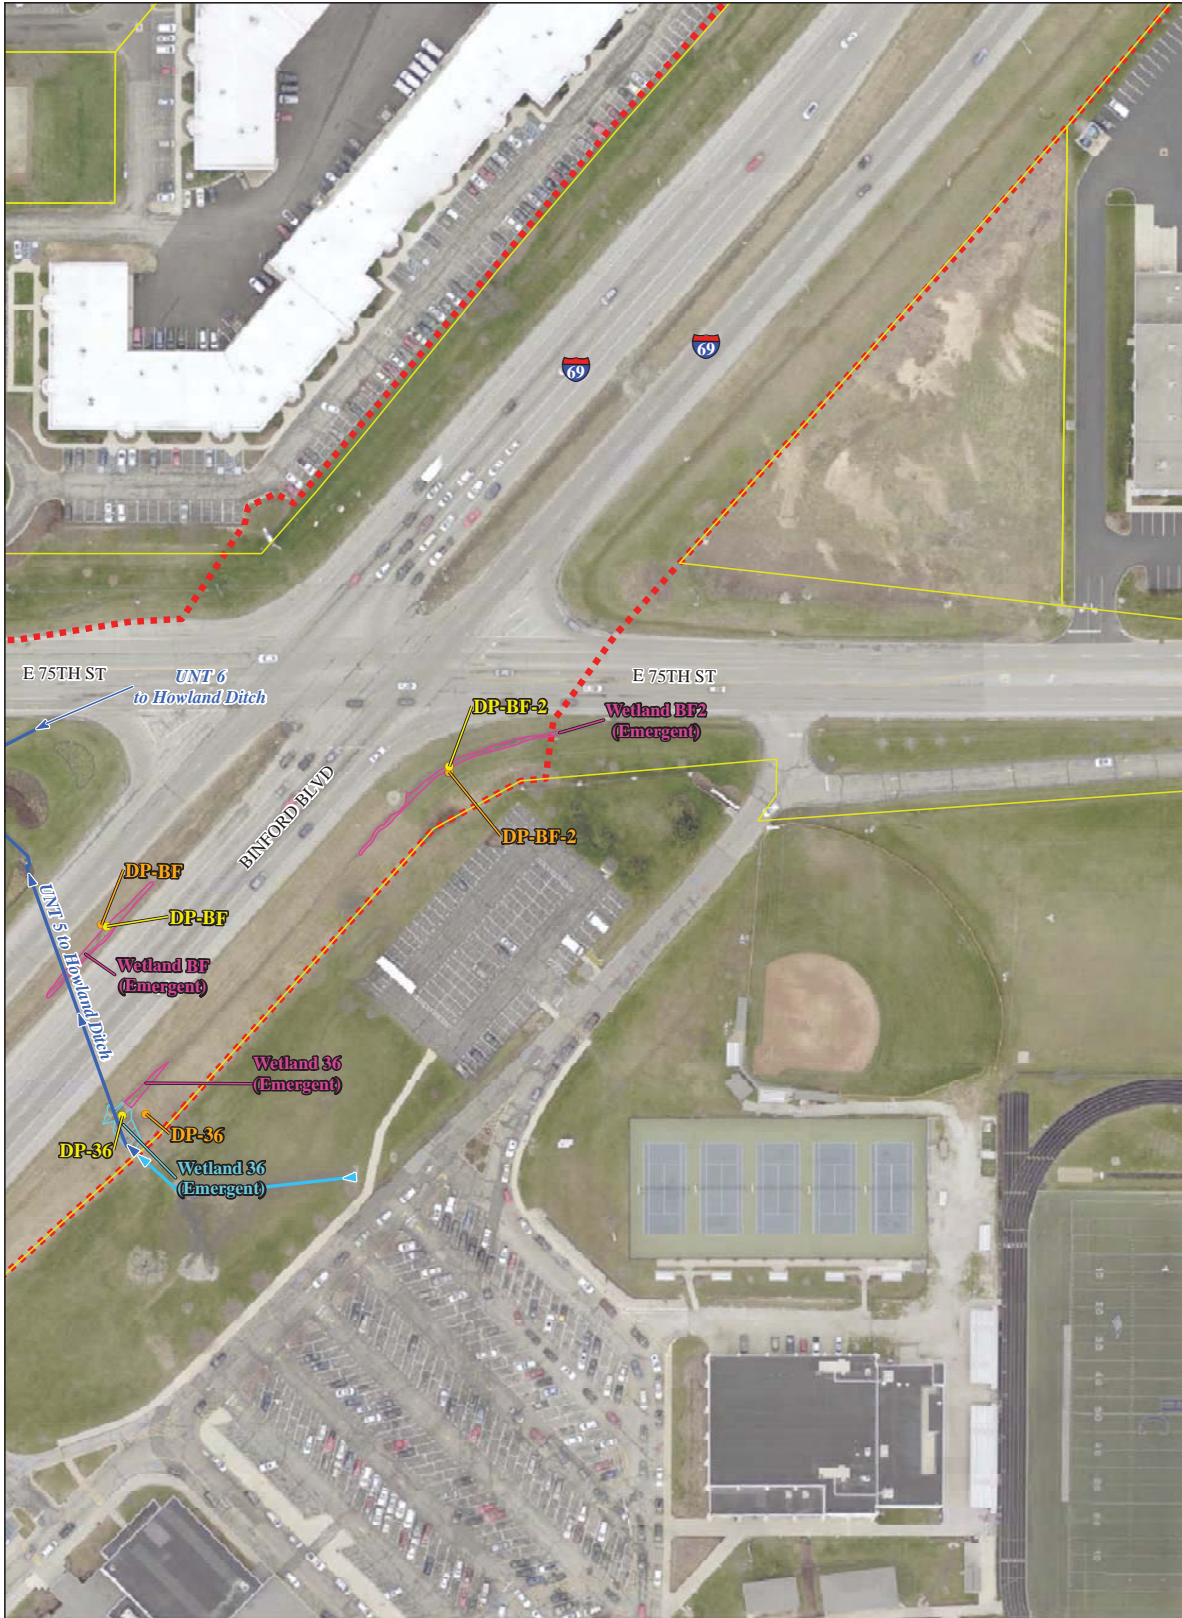 69
69
E 75TH ST
UNT 6
to Howland Ditch
E 75TH ST
DP-BF-2
Wetland BF2
(Emergent)
BINFORD BLVD
DP-BF-2
DP-BF
DP-BF
UNT 5 to Howland Ditch
Wetland BF
(Emergent)
Wetland 36
(Emergent)
DP-36
DP-36
Wetland 36
(Emergent)
HC